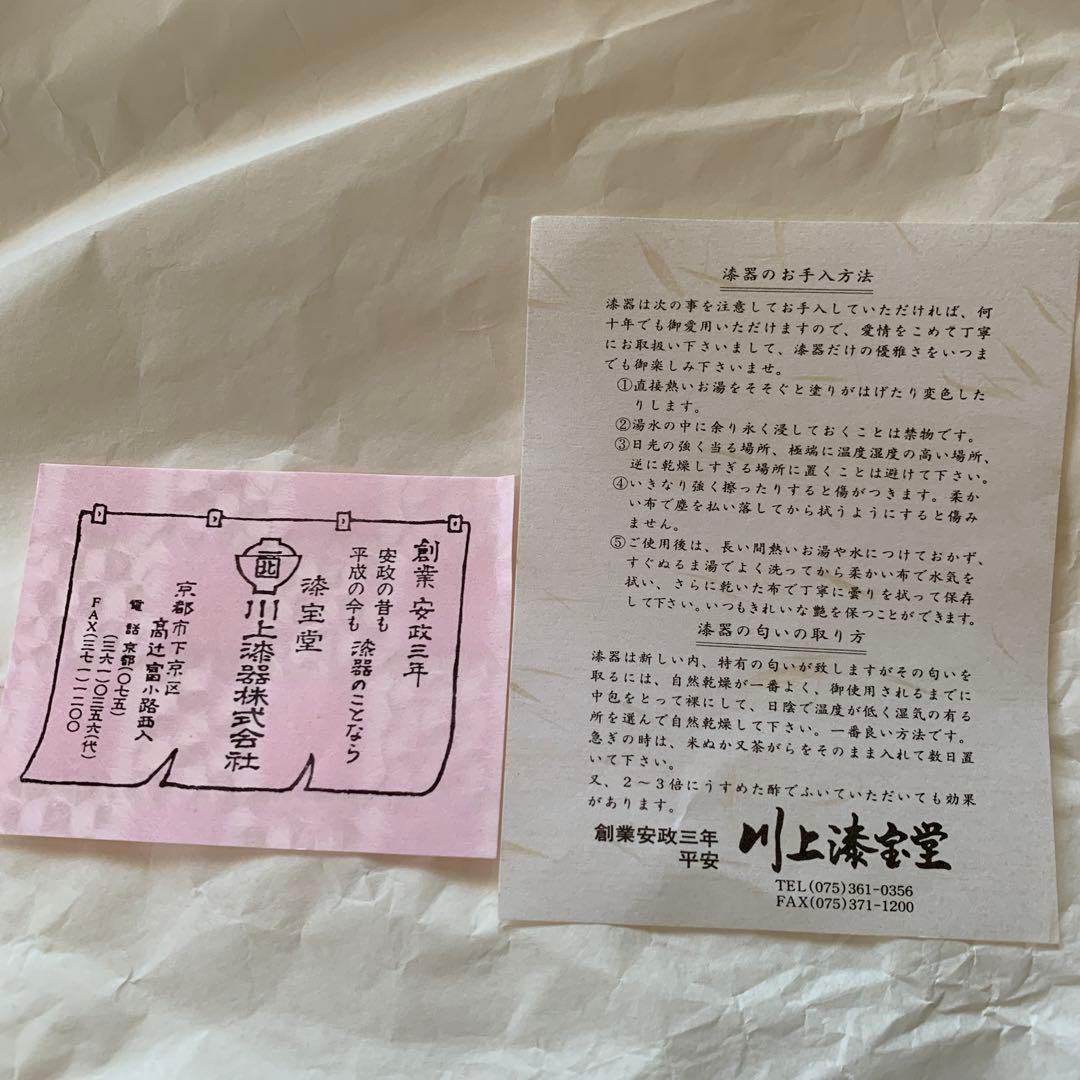 創業 安政三年
安政の昔も
平成の今も 漆器のことなら
漆宝堂
川上漆器株式会社
京都市下京区
高辻富小路西入
電話 京都(〇七五)
(三六一)〇三五六(代)
FAX(三七一)一二〇〇
漆器のお手入方法
漆器は次の事を注意してお手入していただければ、何
十年でも御愛用いただけますので、愛情をこめて丁寧
にお取扱い下さいまして、漆器だけの優雅さをいつま
でも御楽しみ下さいませ。
①直接熱いお湯をそそぐと塗りがはげたり変色した
りします。
②湯水の中に余り永く浸しておくことは禁物です。
③日光の強く当る場所、極端に温度湿度の高い場所、
逆に乾燥しすぎる場所に置くことは避けて下さい。
④いきなり強く擦ったりすると傷がつきます。柔か
い布で塵を払い落してから拭うようにすると傷み
ません。
⑤ご使用後は、長い間熱いお湯や水につけておかず、
すぐぬるま湯でよく洗ってから柔かい布で水気を
拭い、さらに乾いた布で丁寧に曇りを拭って保存
して下さい。いつもきれいな艶を保つことができます。
漆器の匂いの取り方
漆器は新しい内、特有の匂いが致しますがその匂いを
取るには、自然乾燥が一番よく、御使用されるまでに
中包をとって裸にして、日陰で温度が低く湿気の有る
所を選んで自然乾燥して下さい。一番良い方法です。
急ぎの時は、米ぬか又茶がらをそのまま入れて数日置
いて下さい。
又、2～3倍にうすめた酢でふいていただいても効果
があります。
創業安政三年
平安
川上漆宝堂
TEL(075)361-0356
FAX(075)371-1200